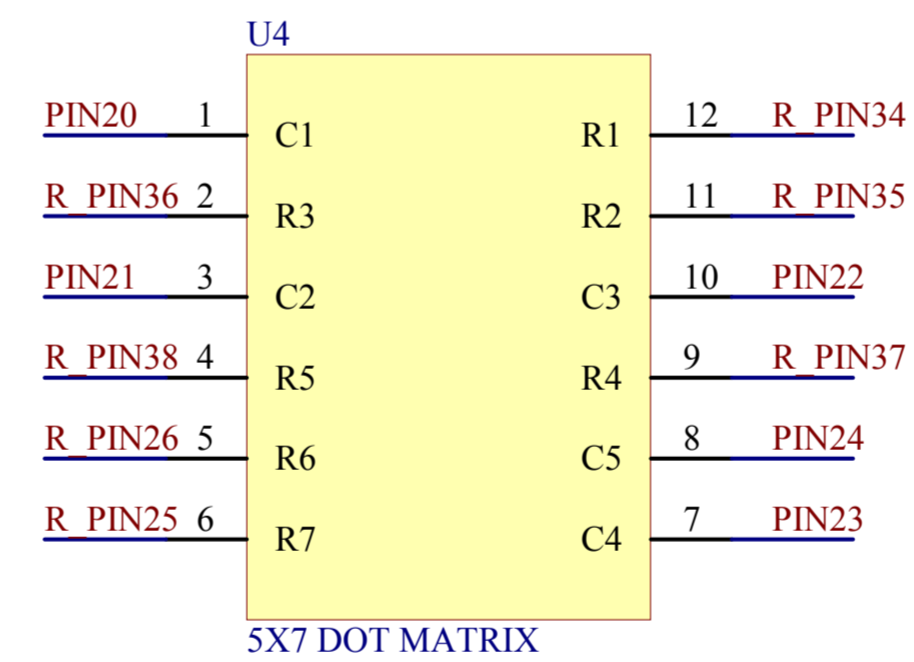 U4
PIN20 1 C1 R1 12 R_PIN34
R_PIN36 2 R3 R2 11 R_PIN35
PIN21 3 C2 C3 10 PIN22
R_PIN38 4 R5 R4 9 R_PIN37
R_PIN26 5 R6 C5 8 PIN24
R_PIN25 6 R7 C4 7 PIN23
5X7 DOT MATRIX